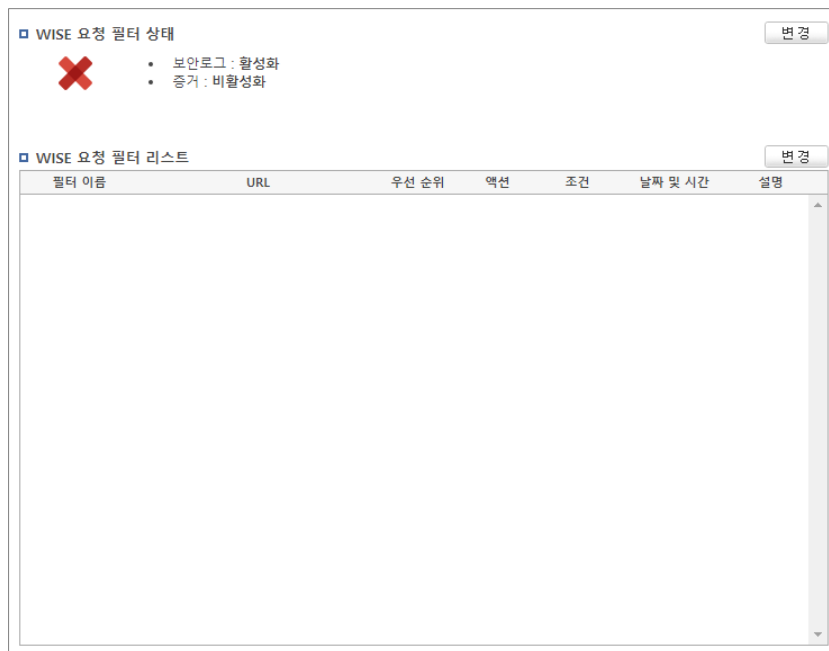 WISE 요청 필터 상태
변경
보안로그 : 활성화
증거 : 비활성화
WISE 요청 필터 리스트
변경
필터 이름 URL 우선 순위 액션 조건 날짜 및 시간 설명